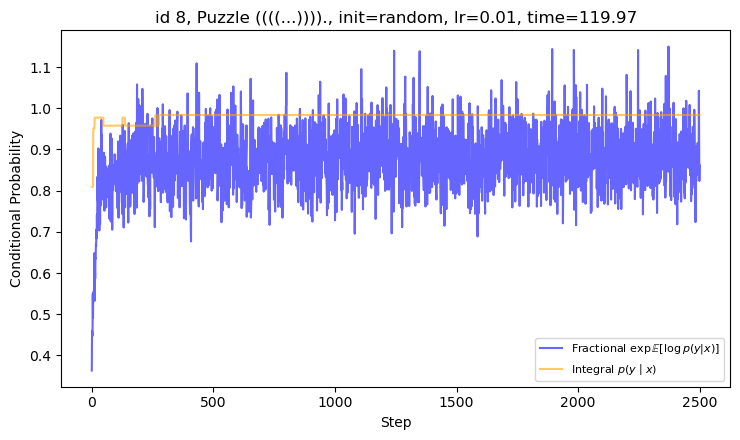 id 8, Puzzle ((((...))))., init=random, lr=0.01, time=119.97
Conditional Probability
1.1
1.0
0.9
0.8
0.7
0.6
0.5
0.4
Fractional exp𝔼[log p(y|x)]
Integral p(y | x)
0
500
1000
1500
2000
2500
Step